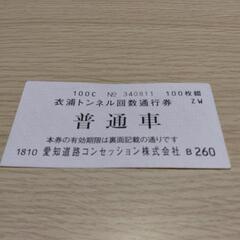 100C № 340811 100枚綴
衣浦トンネル回数通行券 ZW
普通車
本券の有効期限は裏面記載の通りです
1810 愛知道路コンセッション株式会社 B260